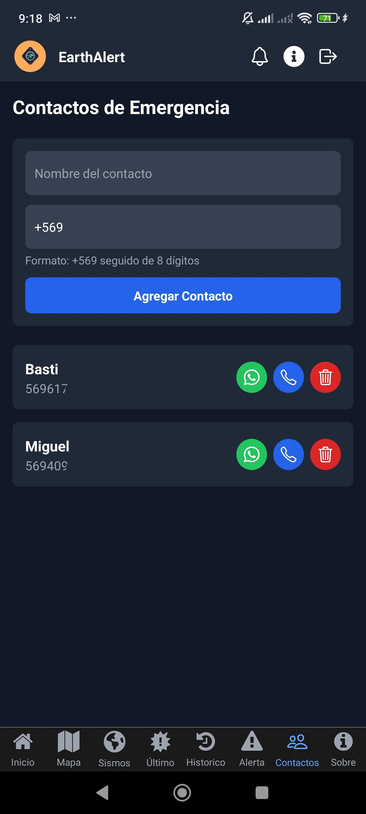 9:18
71
EarthAlert
Contactos de Emergencia
Nombre del contacto
+569
Formato: +569 seguido de 8 dígitos
Agregar Contacto
Basti
569617
Miguel
569409
Inicio Mapa Sismos Último Historico Alerta Contactos Sobre